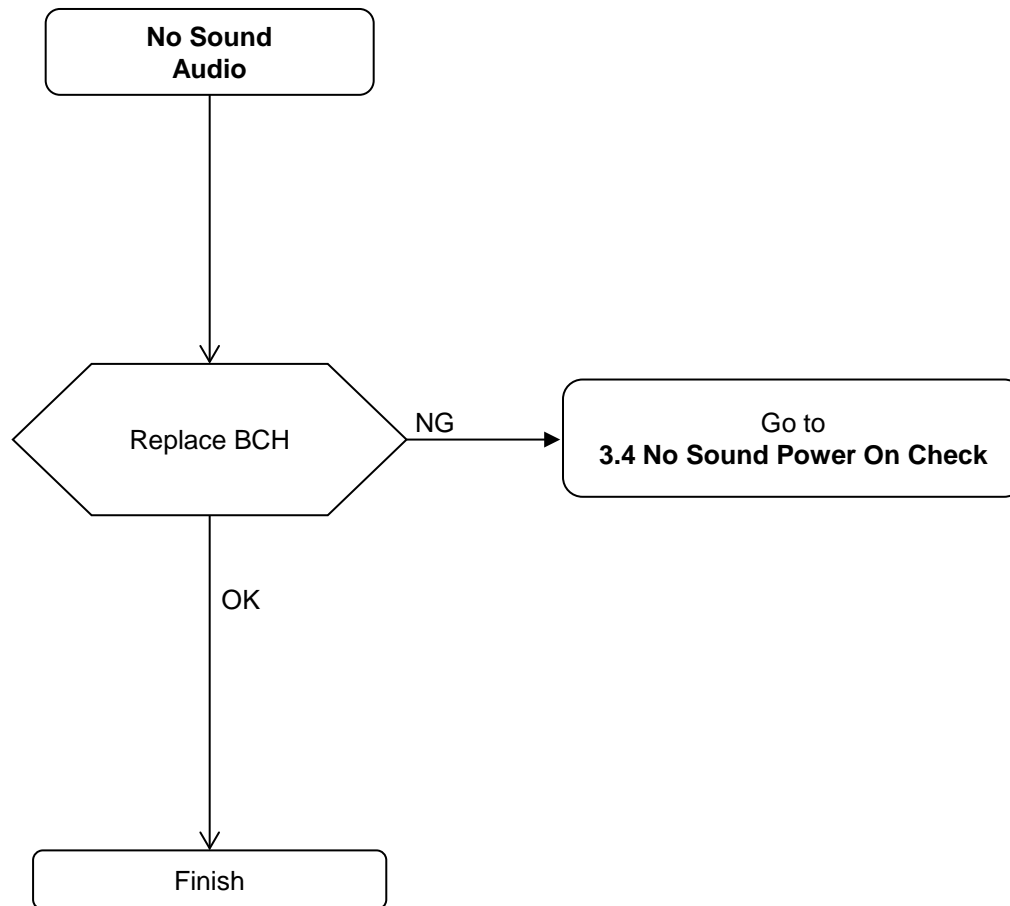 No Sound
Audio
Replace BCH
NG
Go to
3.4 No Sound Power On Check
OK
Finish